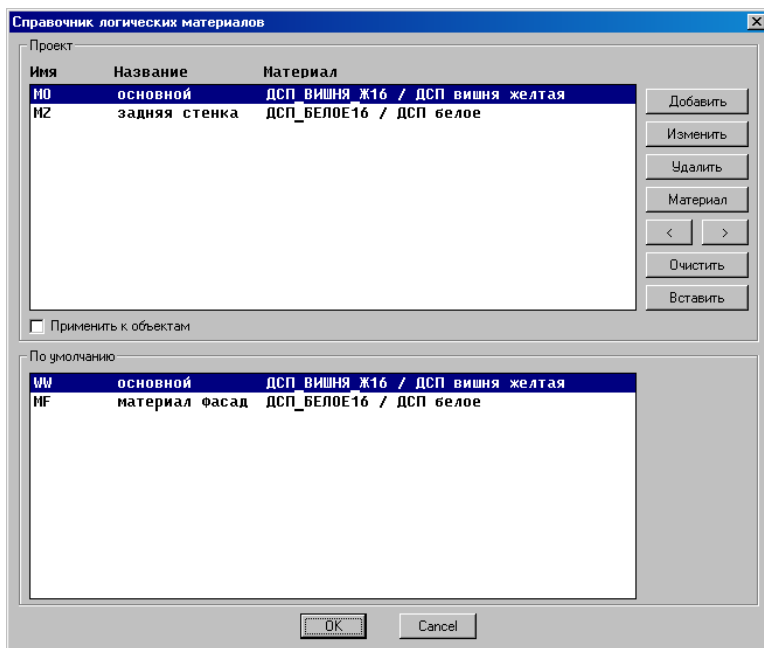 Справочник логических материалов
Проект
Имя Название Материал
M0 основной ДСП_ВИШНЯ_Ж16 / ДСП вишня желтая
MZ задняя стенка ДСП_БЕЛОЕ16 / ДСП белое
Добавить
Изменить
Удалить
Материал
< >
Очистить
Вставить
Применить к объектам
По умолчанию
WW основной ДСП_ВИШНЯ_Ж16 / ДСП вишня желтая
MF материал фасад ДСП_БЕЛОЕ16 / ДСП белое
OK Cancel